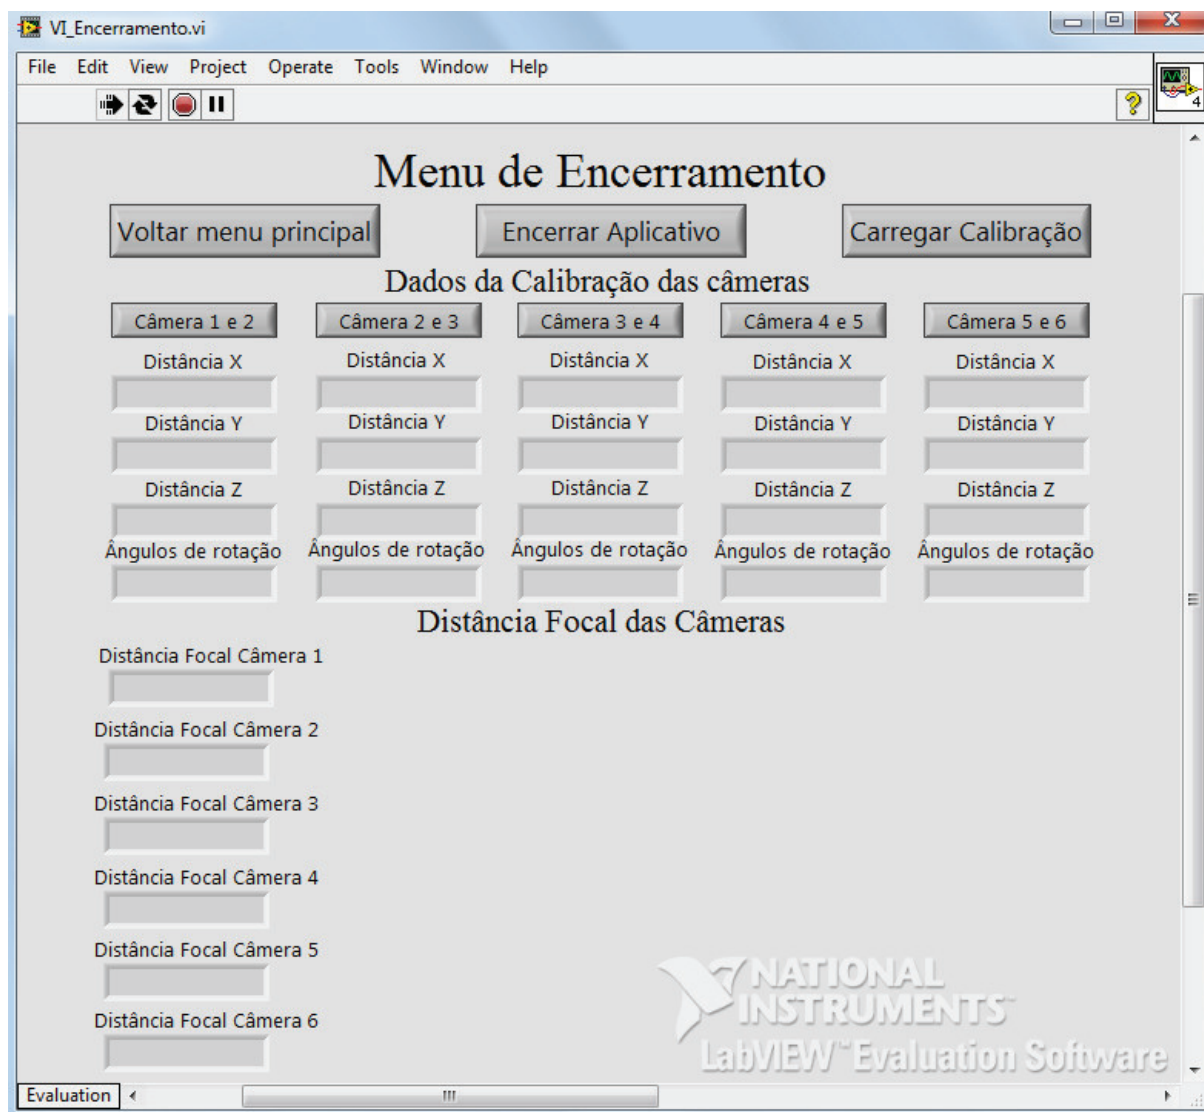 VI_Encerramento.vi
File Edit View Project Operate Tools Window Help
4
Menu de Encerramento
Voltar menu principal Encerrar Aplicativo Carregar Calibração
Dados da Calibração das câmeras
Câmera 1 e 2 Câmera 2 e 3 Câmera 3 e 4 Câmera 4 e 5 Câmera 5 e 6
Distância X Distância X Distância X Distância X Distância X
Distância Y Distância Y Distância Y Distância Y Distância Y
Distância Z Distância Z Distância Z Distância Z Distância Z
Ângulos de rotação Ângulos de rotação Ângulos de rotação Ângulos de rotação Ângulos de rotação
Distância Focal das Câmeras
Distância Focal Câmera 1
Distância Focal Câmera 2
Distância Focal Câmera 3
Distância Focal Câmera 4
Distância Focal Câmera 5
Distância Focal Câmera 6
NATIONAL
INSTRUMENTS™
LabVIEW™ Evaluation Software
Evaluation